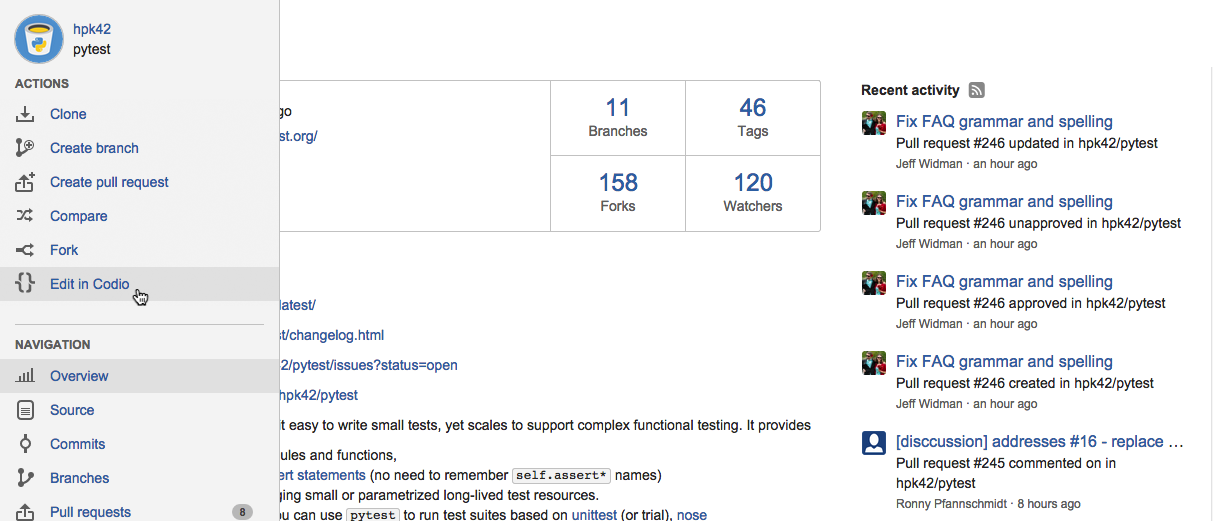 hpk42
pytest
ACTIONS
Clone
Create branch
Create pull request
Compare
Fork
Edit in Codio
NAVIGATION
Overview
Source
Commits
Branches
Pull requests 8
go
st.org/
11
Branches
46
Tags
158
Forks
120
Watchers
latest/
st/changelog.html
2/pytest/issues?status=open
hpk42/pytest
it easy to write small tests, yet scales to support complex functional testing. It provides
ules and functions,
ert statements (no need to remember self.assert* names)
ging small or parametrized long-lived test resources.
ou can use pytest to run test suites based on unittest (or trial), nose
Recent activity
Fix FAQ grammar and spelling
Pull request #246 updated in hpk42/pytest
Jeff Widman · an hour ago
Fix FAQ grammar and spelling
Pull request #246 unapproved in hpk42/pytest
Jeff Widman · an hour ago
Fix FAQ grammar and spelling
Pull request #246 approved in hpk42/pytest
Jeff Widman · an hour ago
Fix FAQ grammar and spelling
Pull request #246 created in hpk42/pytest
Jeff Widman · an hour ago
[disccussion] addresses #16 - replace …
Pull request #245 commented on in
hpk42/pytest
Ronny Pfannschmidt · 8 hours ago